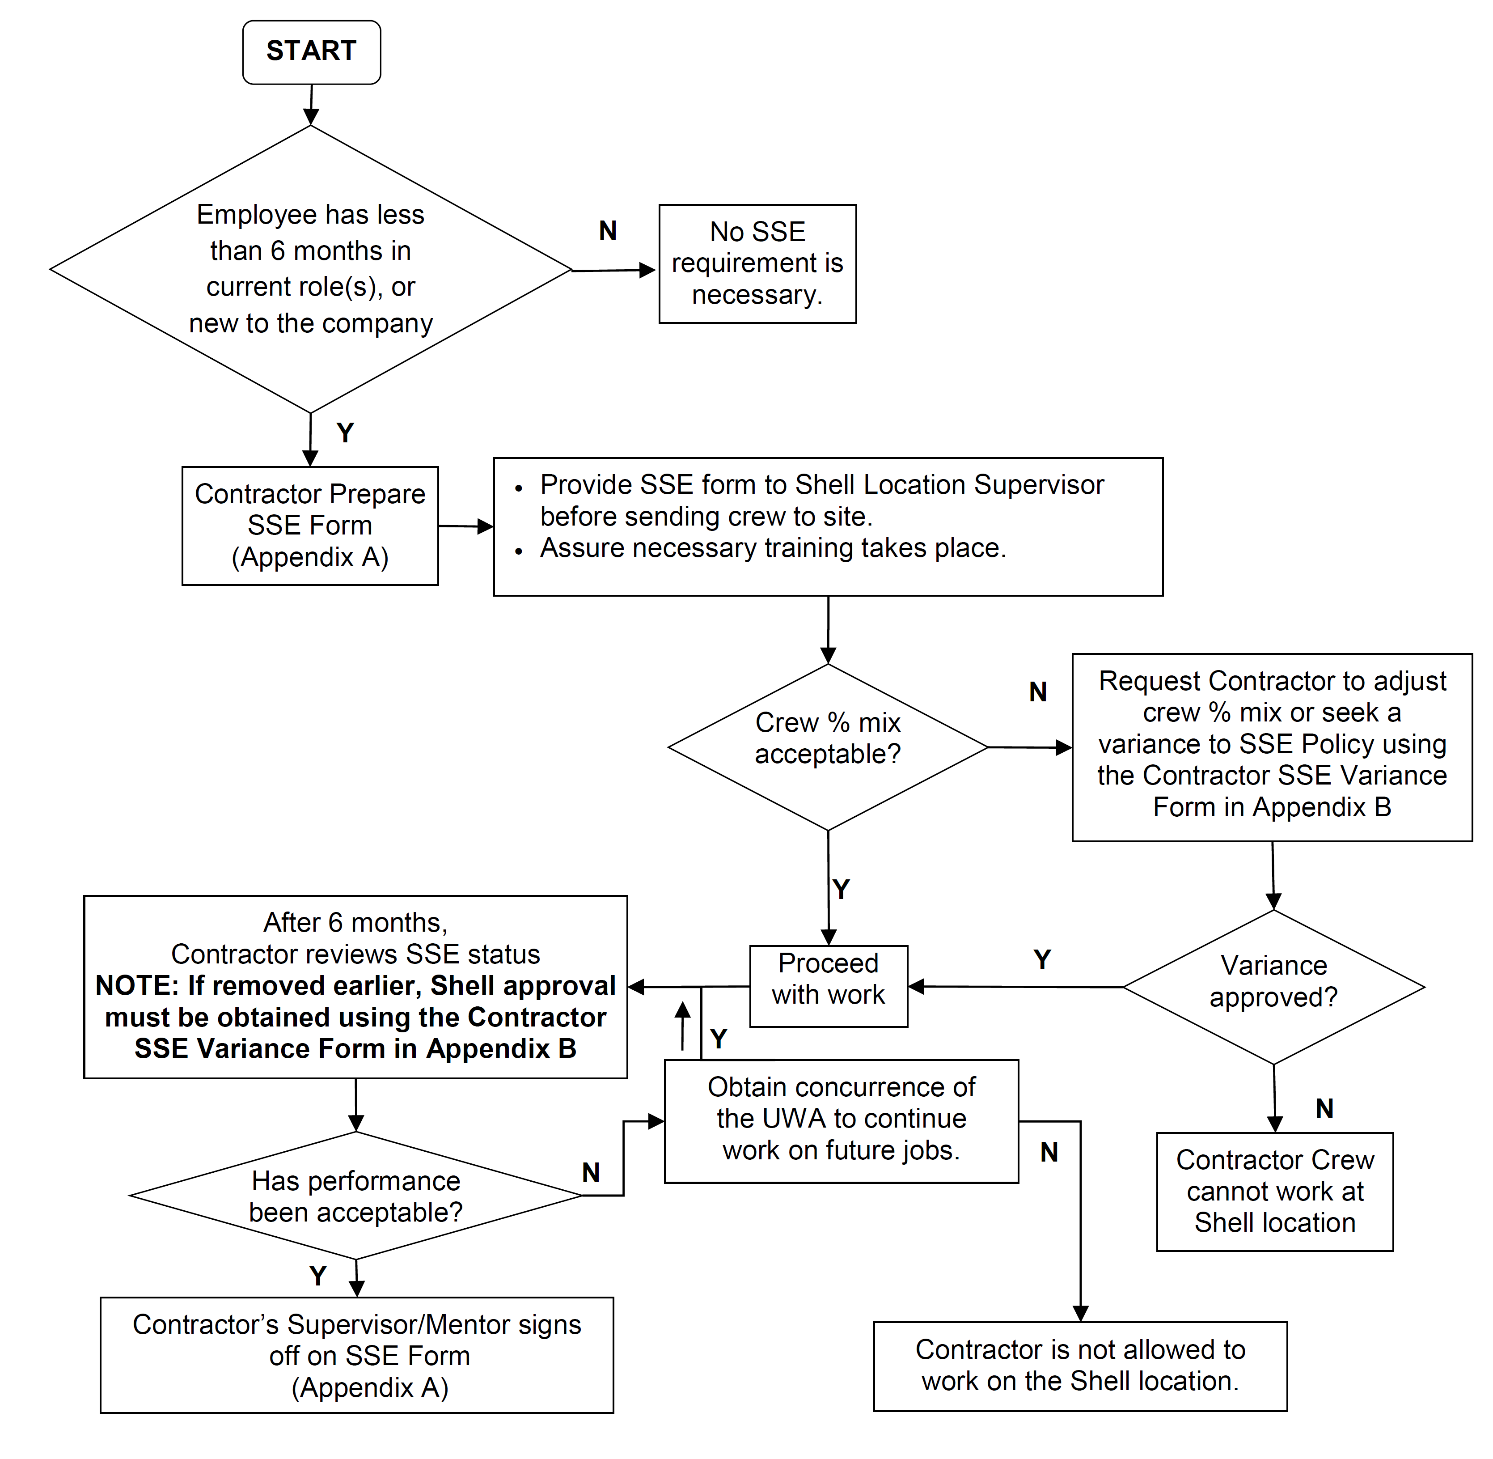 START
Employee has less
than 6 months in
current role(s), or
new to the company
N
No SSE
requirement is
necessary.
Y
Contractor Prepare
SSE Form
(Appendix A)
• Provide SSE form to Shell Location Supervisor
before sending crew to site.
• Assure necessary training takes place.
Crew % mix
acceptable?
N
Request Contractor to adjust
crew % mix or seek a
variance to SSE Policy using
the Contractor SSE Variance
Form in Appendix B
Y
After 6 months,
Contractor reviews SSE status
NOTE: If removed earlier, Shell approval
must be obtained using the Contractor
SSE Variance Form in Appendix B
Proceed
with work
Y
Variance
approved?
Y
Obtain concurrence of
the UWA to continue
work on future jobs.
N
N
Contractor Crew
cannot work at
Shell location
Has performance
been acceptable?
N
Y
Contractor’s Supervisor/Mentor signs
off on SSE Form
(Appendix A)
Contractor is not allowed to
work on the Shell location.